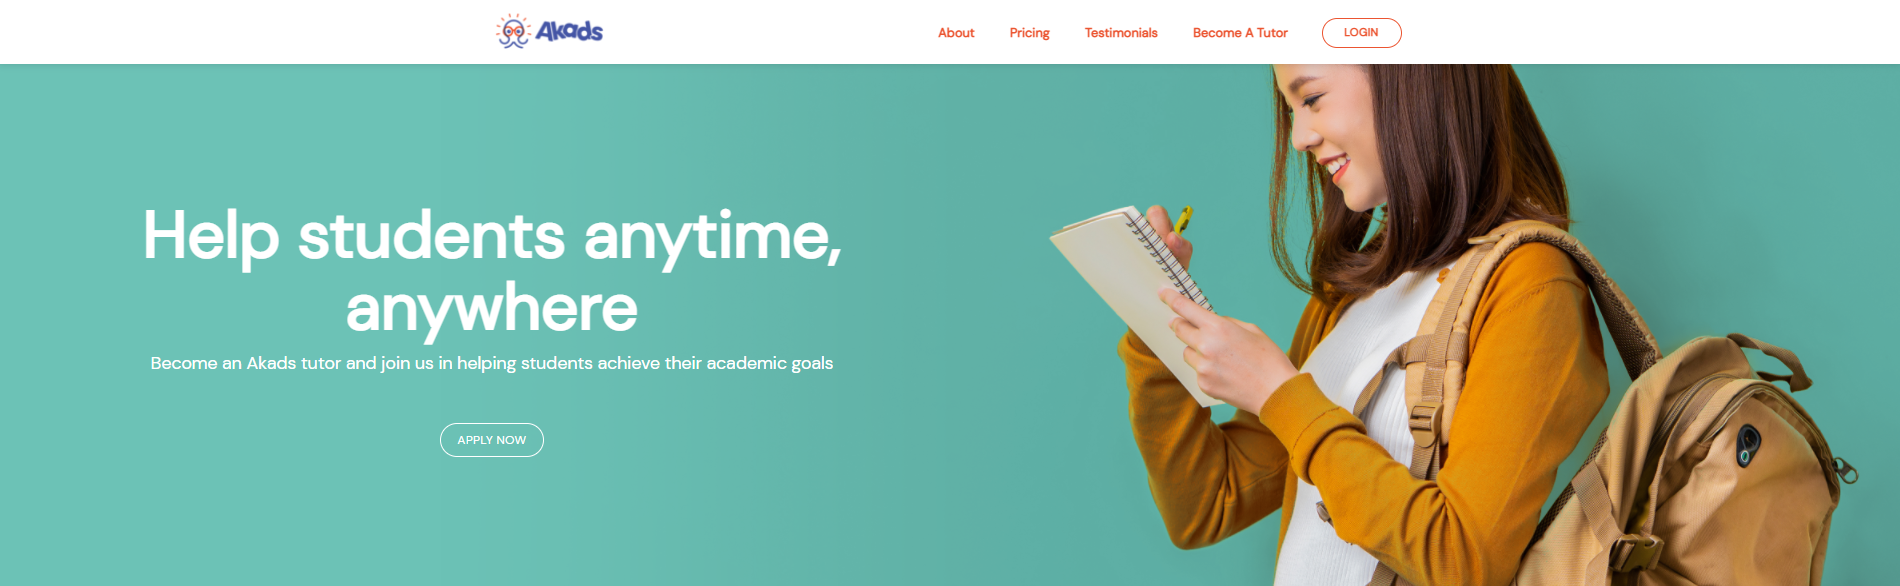 Akads
About
Pricing
Testimonials
Become A Tutor
LOGIN
Help students anytime,
anywhere
Become an Akads tutor and join us in helping students achieve their academic goals
APPLY NOW